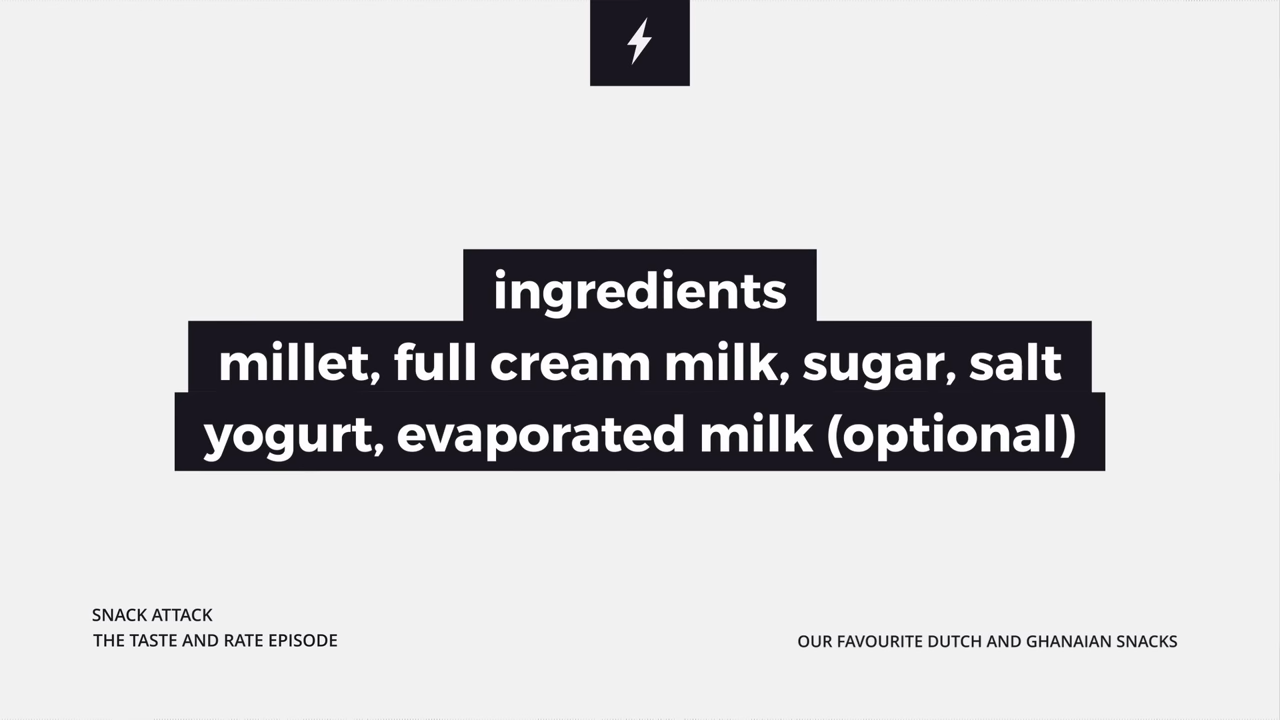 ingredients
millet, full cream milk, sugar, salt
yogurt, evaporated milk (optional)
SNACK ATTACK
THE TASTE AND RATE EPISODE
OUR FAVOURITE DUTCH AND GHANAIAN SNACKS